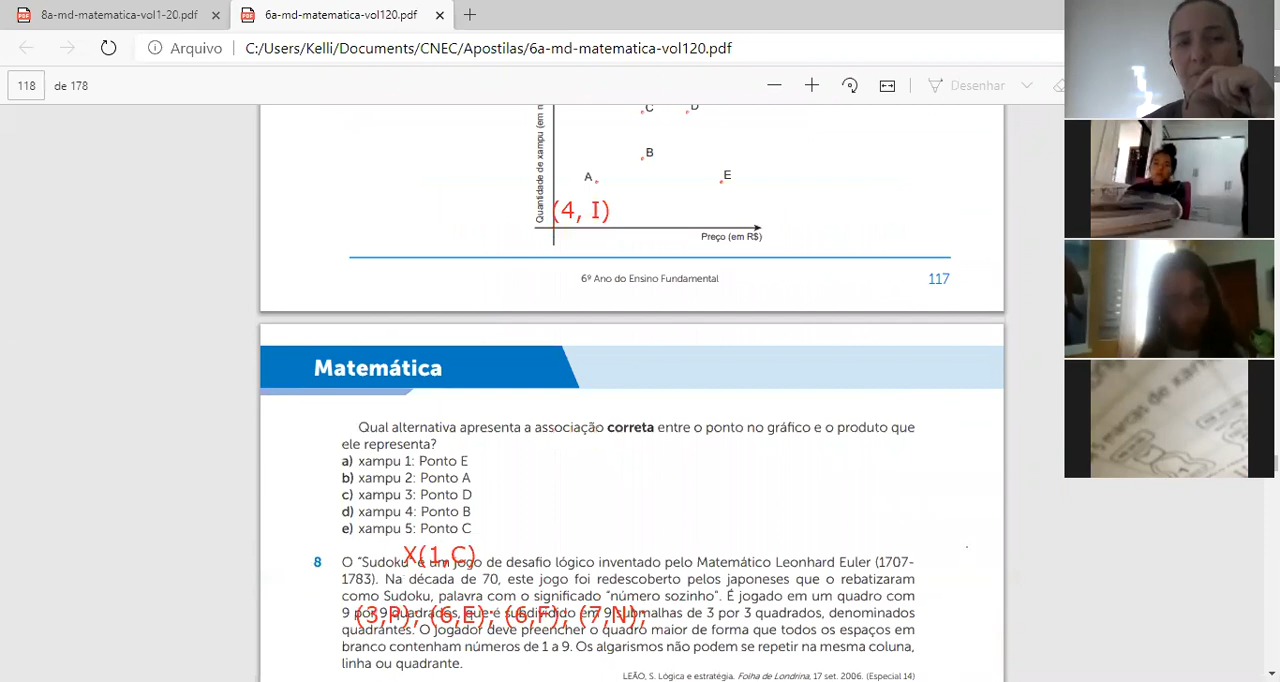 8a-md-matematica-vol1-20.pdf
6a-md-matematica-vol120.pdf
Arquivo
C:/Users/Kelli/Documents/CNEC/Apostilas/6a-md-matematica-vol120.pdf
118 de 178
Desenhar
Quantidade de xampu (em
C
D
B
A
E
(4, I)
Preço (em R$)
6º Ano do Ensino Fundamental
117
Matemática
Qual alternativa apresenta a associação correta entre o ponto no gráfico e o produto que
ele representa?
a) xampu 1: Ponto E
b) xampu 2: Ponto A
c) xampu 3: Ponto D
d) xampu 4: Ponto B
e) xampu 5: Ponto C
X(1,C)
8 O "Sudoku" é um jogo de desafio lógico inventado pelo Matemático Leonhard Euler (1707-
1783). Na década de 70, este jogo foi redescoberto pelos japoneses que o rebatizaram
como Sudoku, palavra com o significado "número sozinho". É jogado em um quadro com
9 por 9 quadrados, que é subdividido em 9 submalhas de 3 por 3 quadrados, denominados
(3,P); (6,E); (6,F); (7,N);
quadrantes. O jogador deve preencher o quadro maior de forma que todos os espaços em
branco contenham números de 1 a 9. Os algarismos não podem se repetir na mesma coluna,
linha ou quadrante.
LEÃO, S. Lógica e estratégia. Folha de Londrina, 17 set. 2006. (Especial 14)
marcas de xam